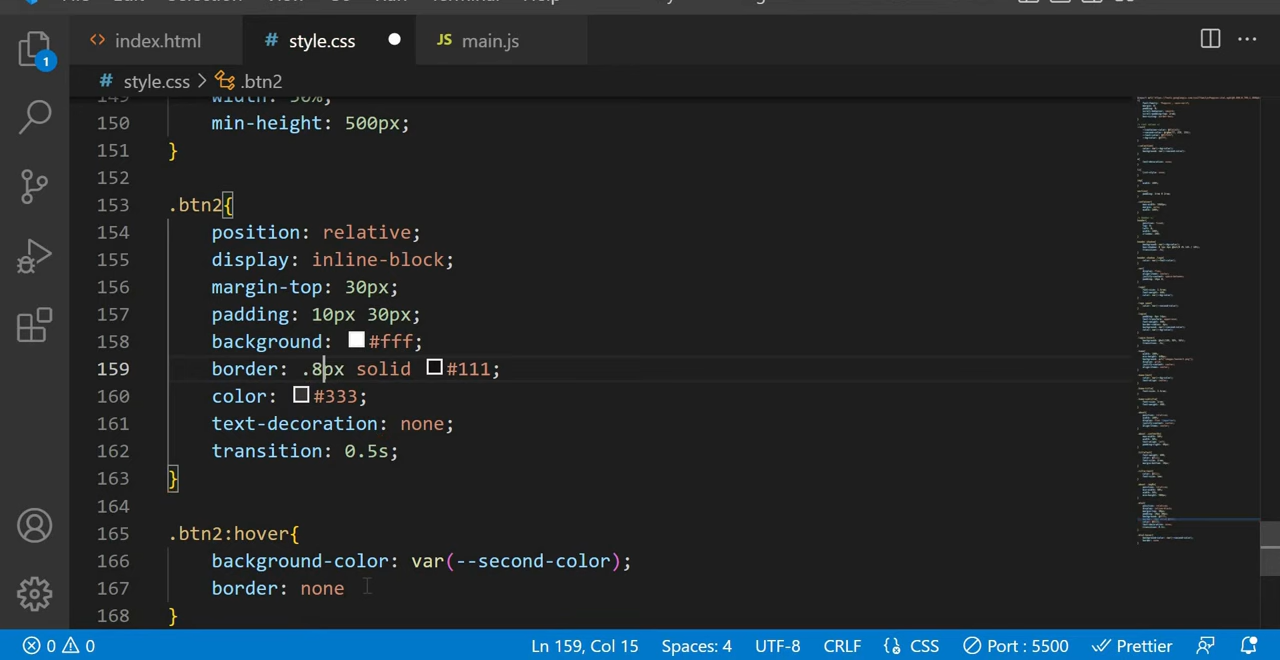 index.html
# style.css
JS main.js
1
# style.css > .btn2
150 min-height: 500px;
151 }
152
153 .btn2{
154 position: relative;
155 display: inline-block;
156 margin-top: 30px;
157 padding: 10px 30px;
158 background: #fff;
159 border: .8px solid #111;
160 color: #333;
161 text-decoration: none;
162 transition: 0.5s;
163 }
164
165 .btn2:hover{
166 background-color: var(--second-color);
167 border: none
168 }
0 0 Ln 159, Col 15 Spaces: 4 UTF-8 CRLF {} CSS Port : 5500 Prettier